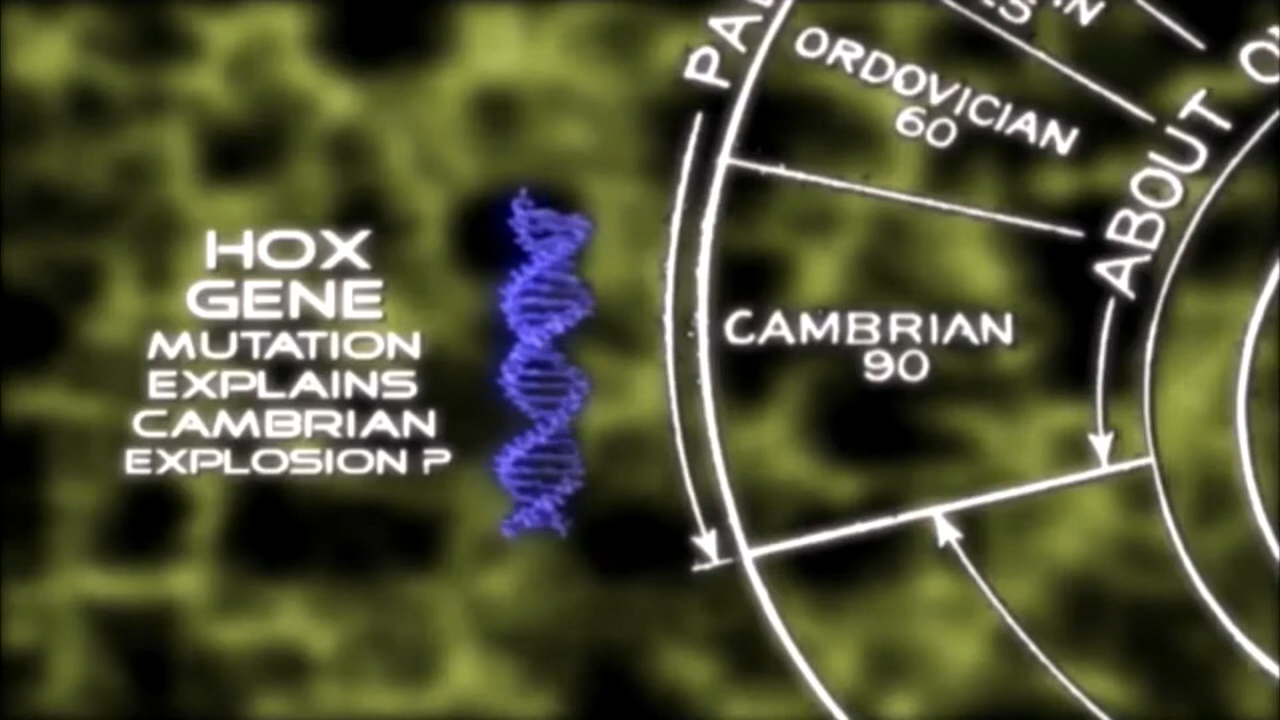 HOX
GENE
MUTATION
EXPLAINS
CAMBRIAN
EXPLOSION ?
ORDOVICIAN
60
ABOUT
CAMBRIAN
90